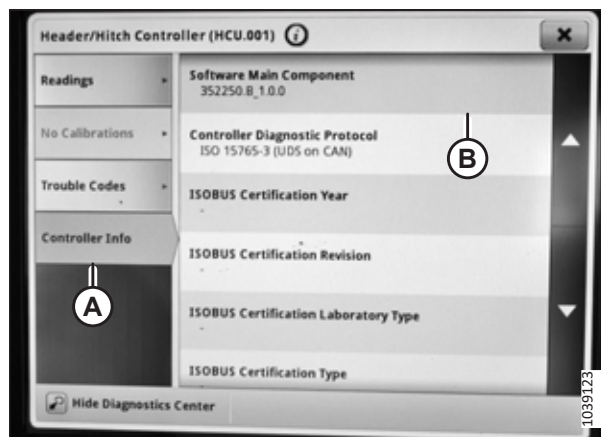 Header/Hitch Controller (HCU.001)
Readings
No Calibrations
Trouble Codes
Controller Info
Software Main Component
352250.B_1.0.0
Controller Diagnostic Protocol
ISO 15765-3 (UDS on CAN)
ISOBUS Certification Year
-
ISOBUS Certification Revision
-
ISOBUS Certification Laboratory Type
-
ISOBUS Certification Type
Hide Diagnostics Center
A
B
1039123